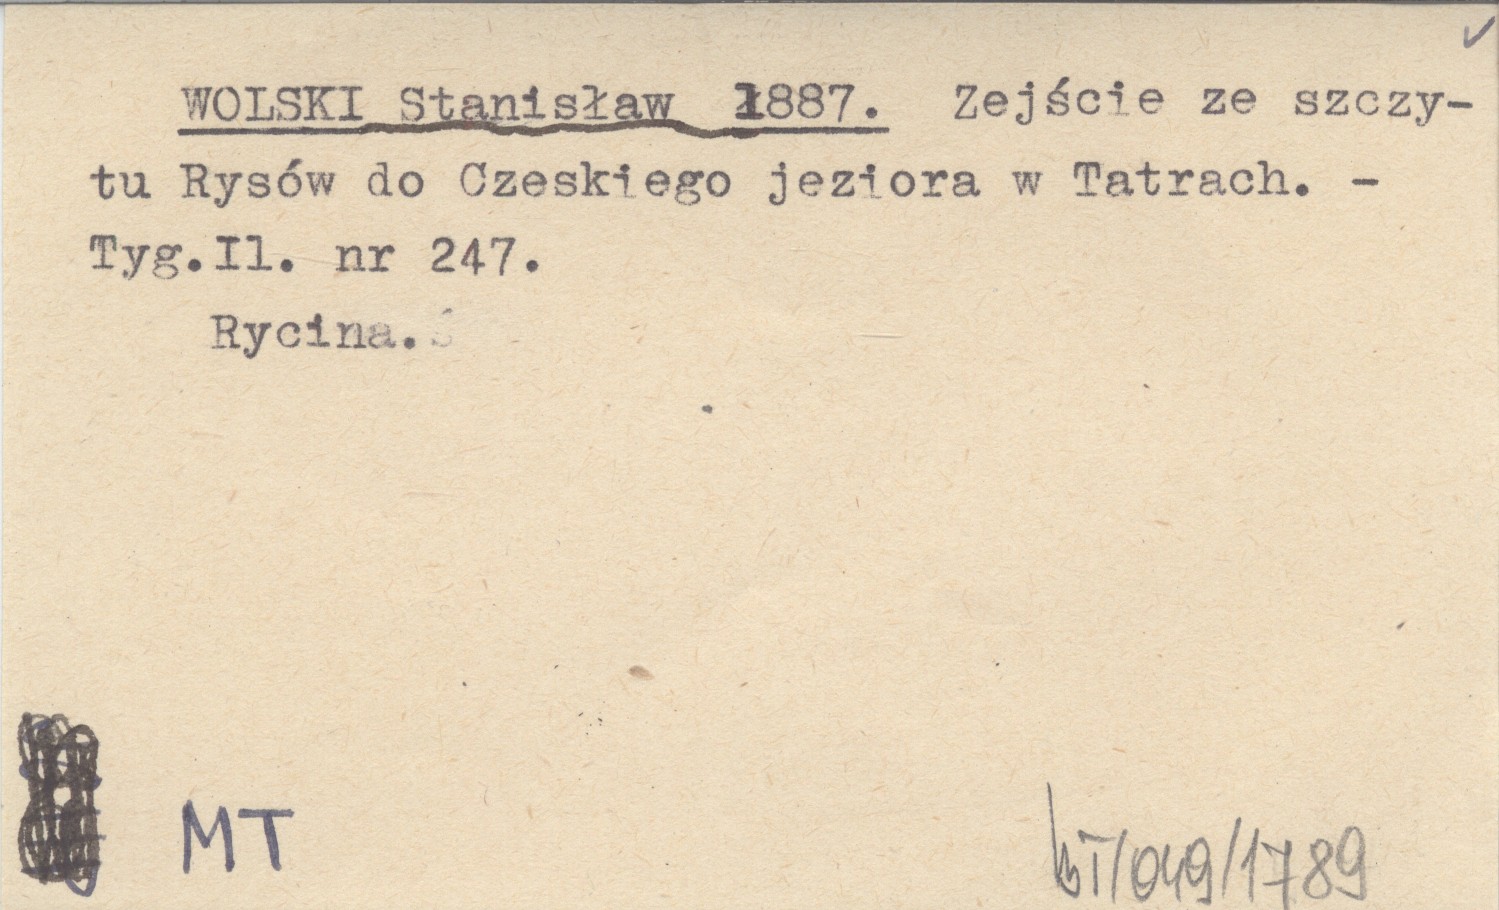 WOLSKI Stanisław 1887. Zejście ze szczy-
tu Rysów do Czeskiego jeziora w Tatrach. -
Tyg.Il. nr 247.
Rycina.
MT
bT/049/1789